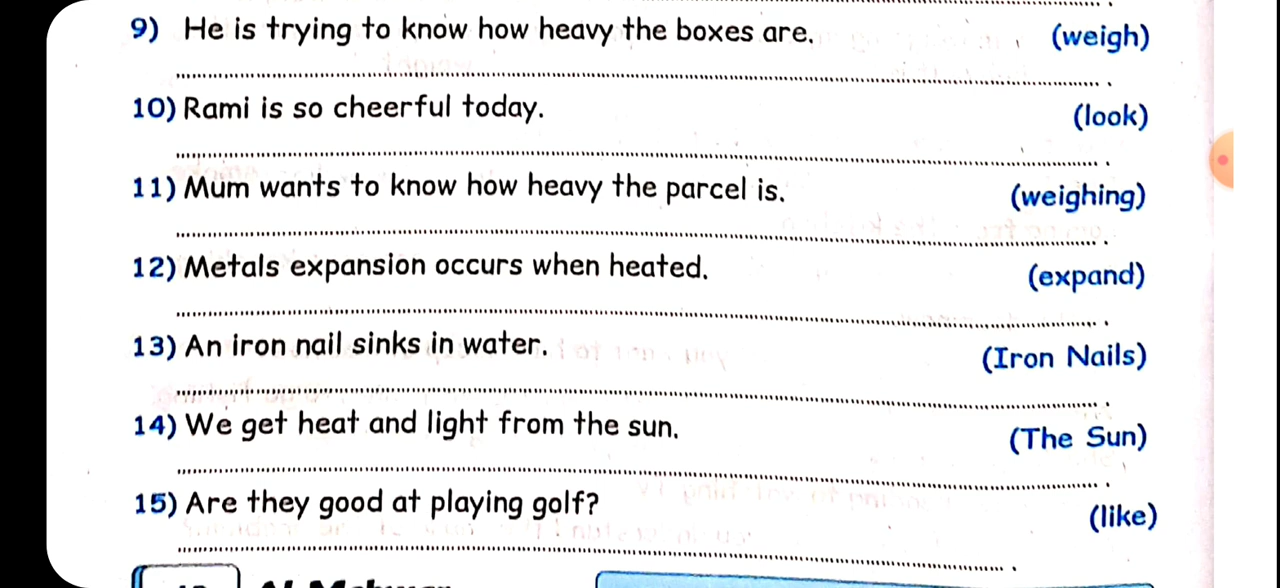 9) He is trying to know how heavy the boxes are. (weigh)
10) Rami is so cheerful today. (look)
11) Mum wants to know how heavy the parcel is. (weighing)
12) Metals expansion occurs when heated. (expand)
13) An iron nail sinks in water. (Iron Nails)
14) We get heat and light from the sun. (The Sun)
15) Are they good at playing golf? (like)